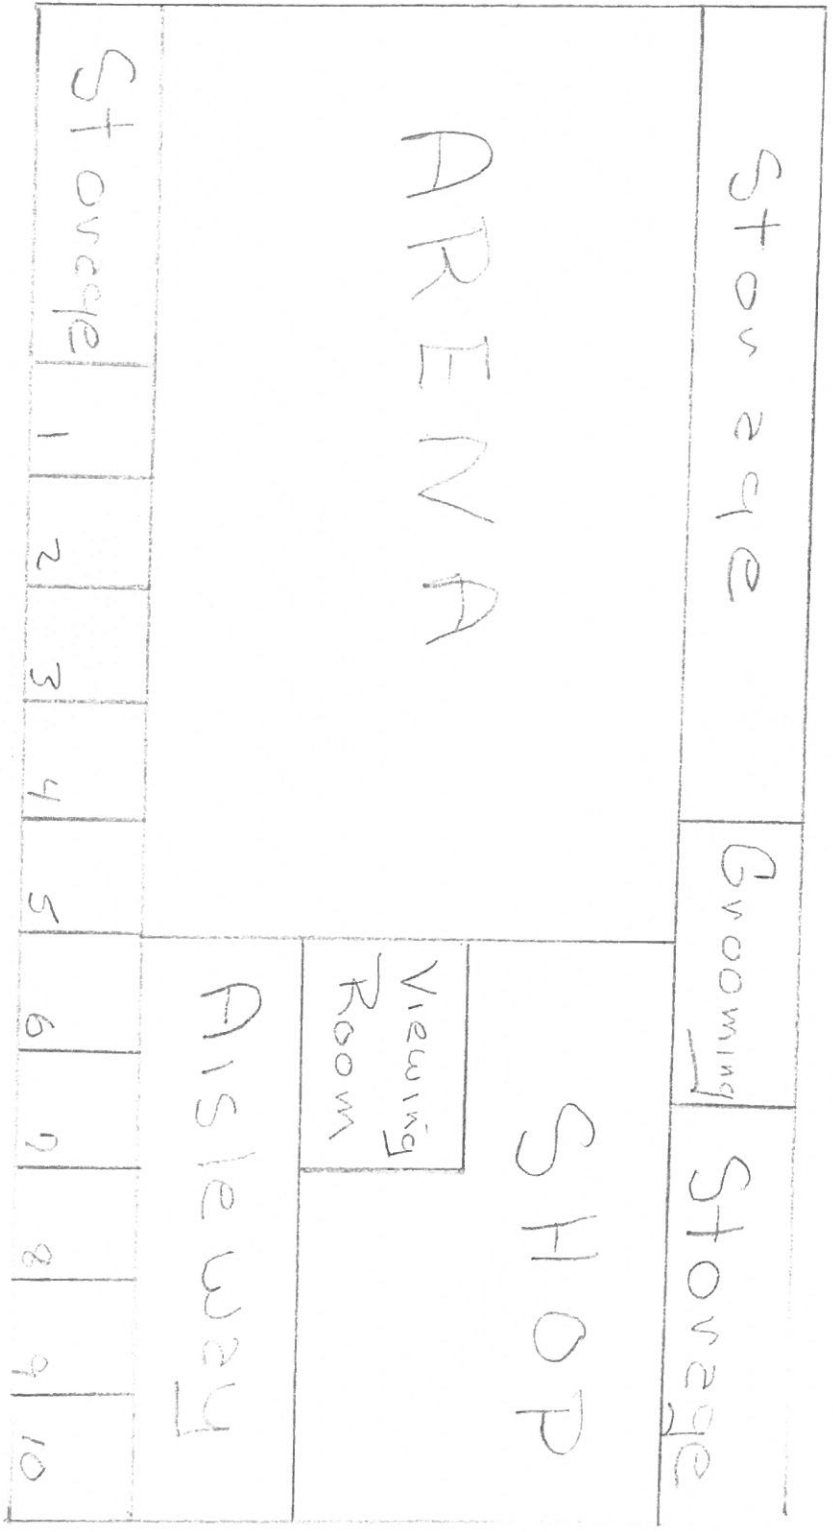 Storage
Grooming
Storage
ARENA
SHOP
Viewing
Room
Aisleway
Storage
1
2
3
4
5
6
7
8
9
10